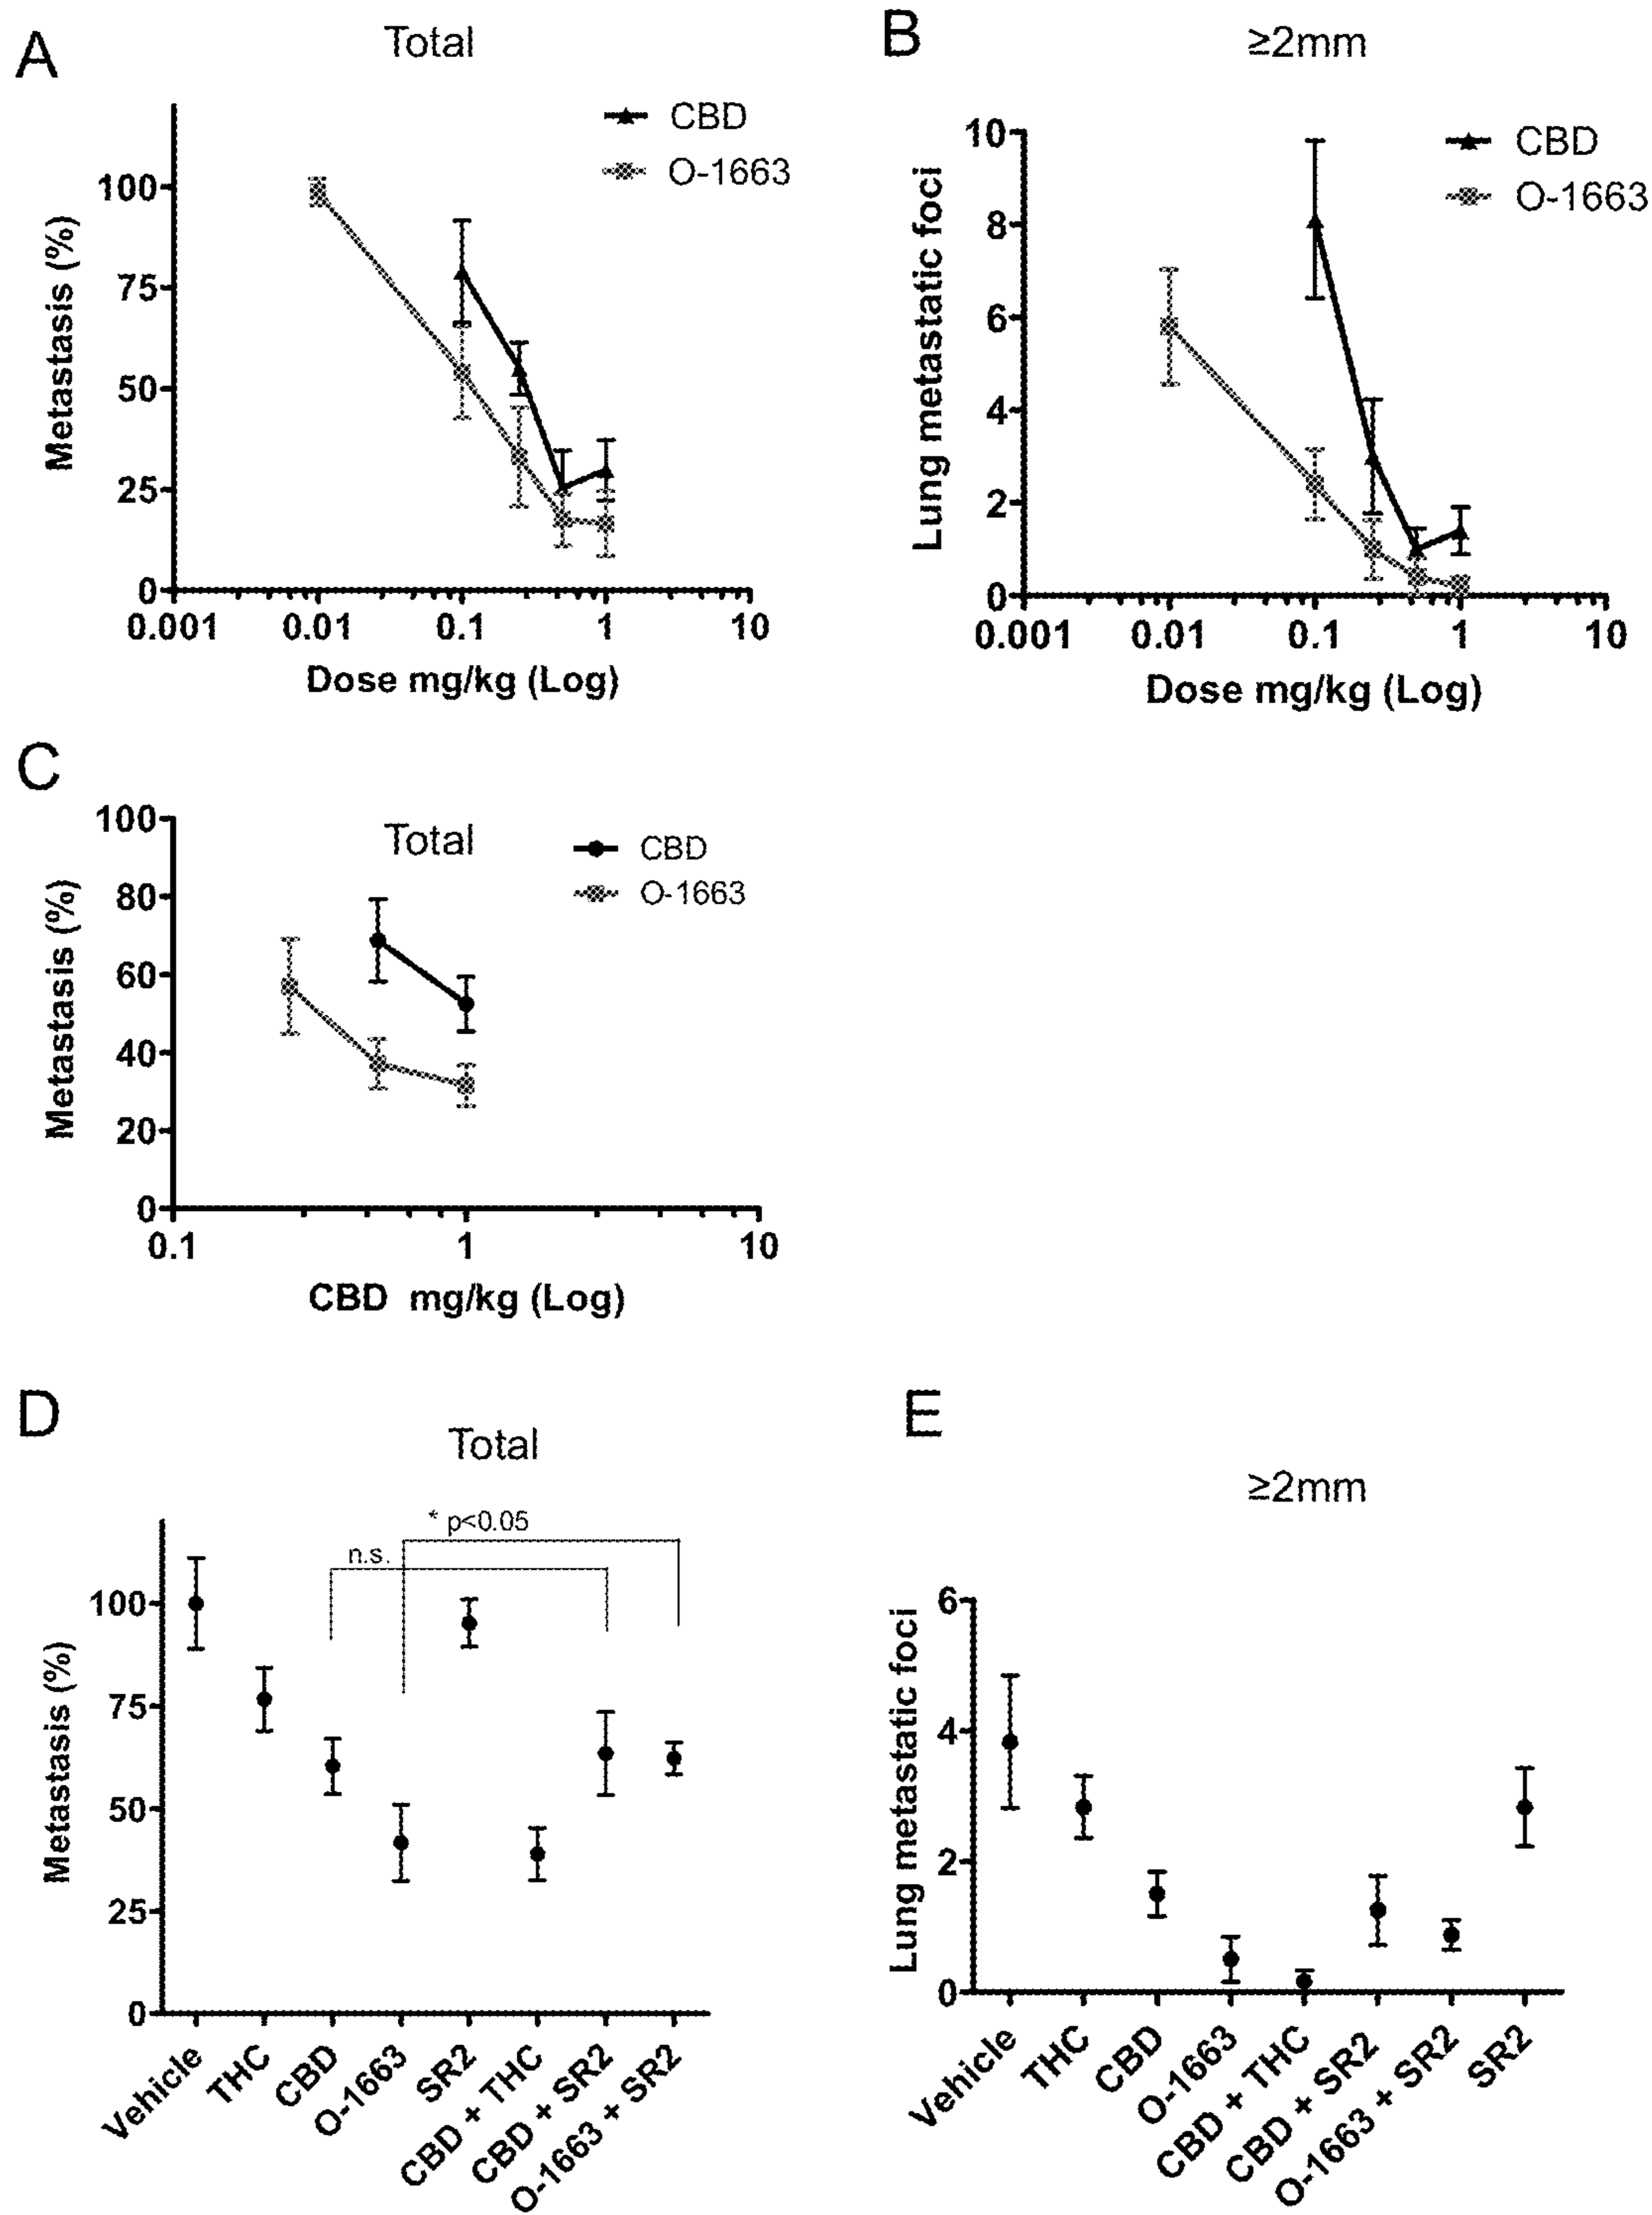 A
Total
CBD
O-1663
Metastasis (%)
100
75
50
25
0
0.001 0.01 0.1 1 10
Dose mg/kg (Log)
B
≥2mm
CBD
O-1663
Lung metastatic foci
10
8
6
4
2
0
0.001 0.01 0.1 1 10
Dose mg/kg (Log)
C
Total
CBD
O-1663
Metastasis (%)
100
80
60
40
20
0
0.1 1 10
CBD mg/kg (Log)
D
Total
* p<0.05
n.s.
Metastasis (%)
100
75
50
25
0
Vehicle
THC
CBD
O-1663
SR2
CBD + THC
CBD + SR2
O-1663 + SR2
E
≥2mm
Lung metastatic foci
6
4
2
0
Vehicle
THC
CBD
O-1663
CBD + THC
CBD + SR2
O-1663 + SR2
SR2